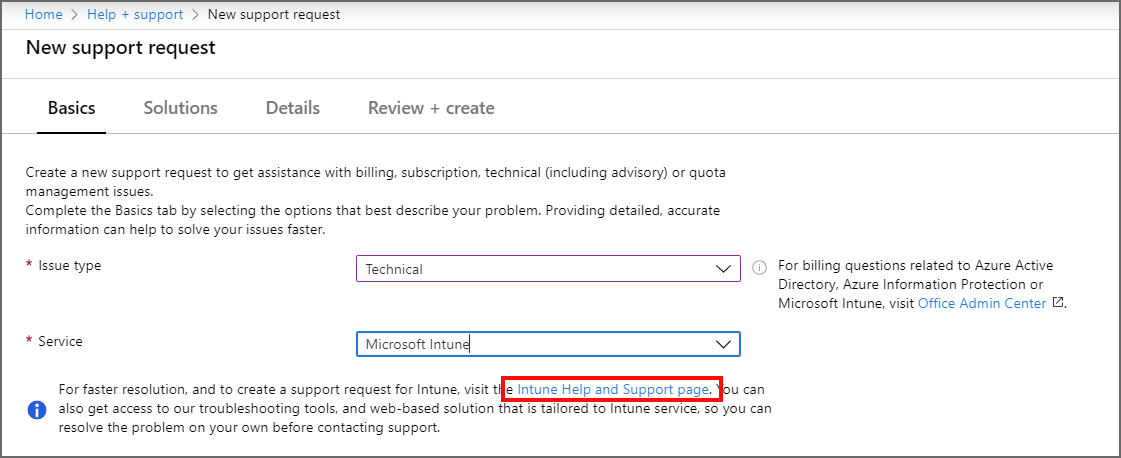 Home > Help + support > New support request
New support request
Basics Solutions Details Review + create
Create a new support request to get assistance with billing, subscription, technical (including advisory) or quota
management issues.
Complete the Basics tab by selecting the options that best describe your problem. Providing detailed, accurate
information can help to solve your issues faster.
* Issue type
Technical
For billing questions related to Azure Active
Directory, Azure Information Protection or
Microsoft Intune, visit Office Admin Center.
* Service
Microsoft Intune
For faster resolution, and to create a support request for Intune, visit the Intune Help and Support page. You can
also get access to our troubleshooting tools, and web-based solution that is tailored to Intune service, so you can
resolve the problem on your own before contacting support.